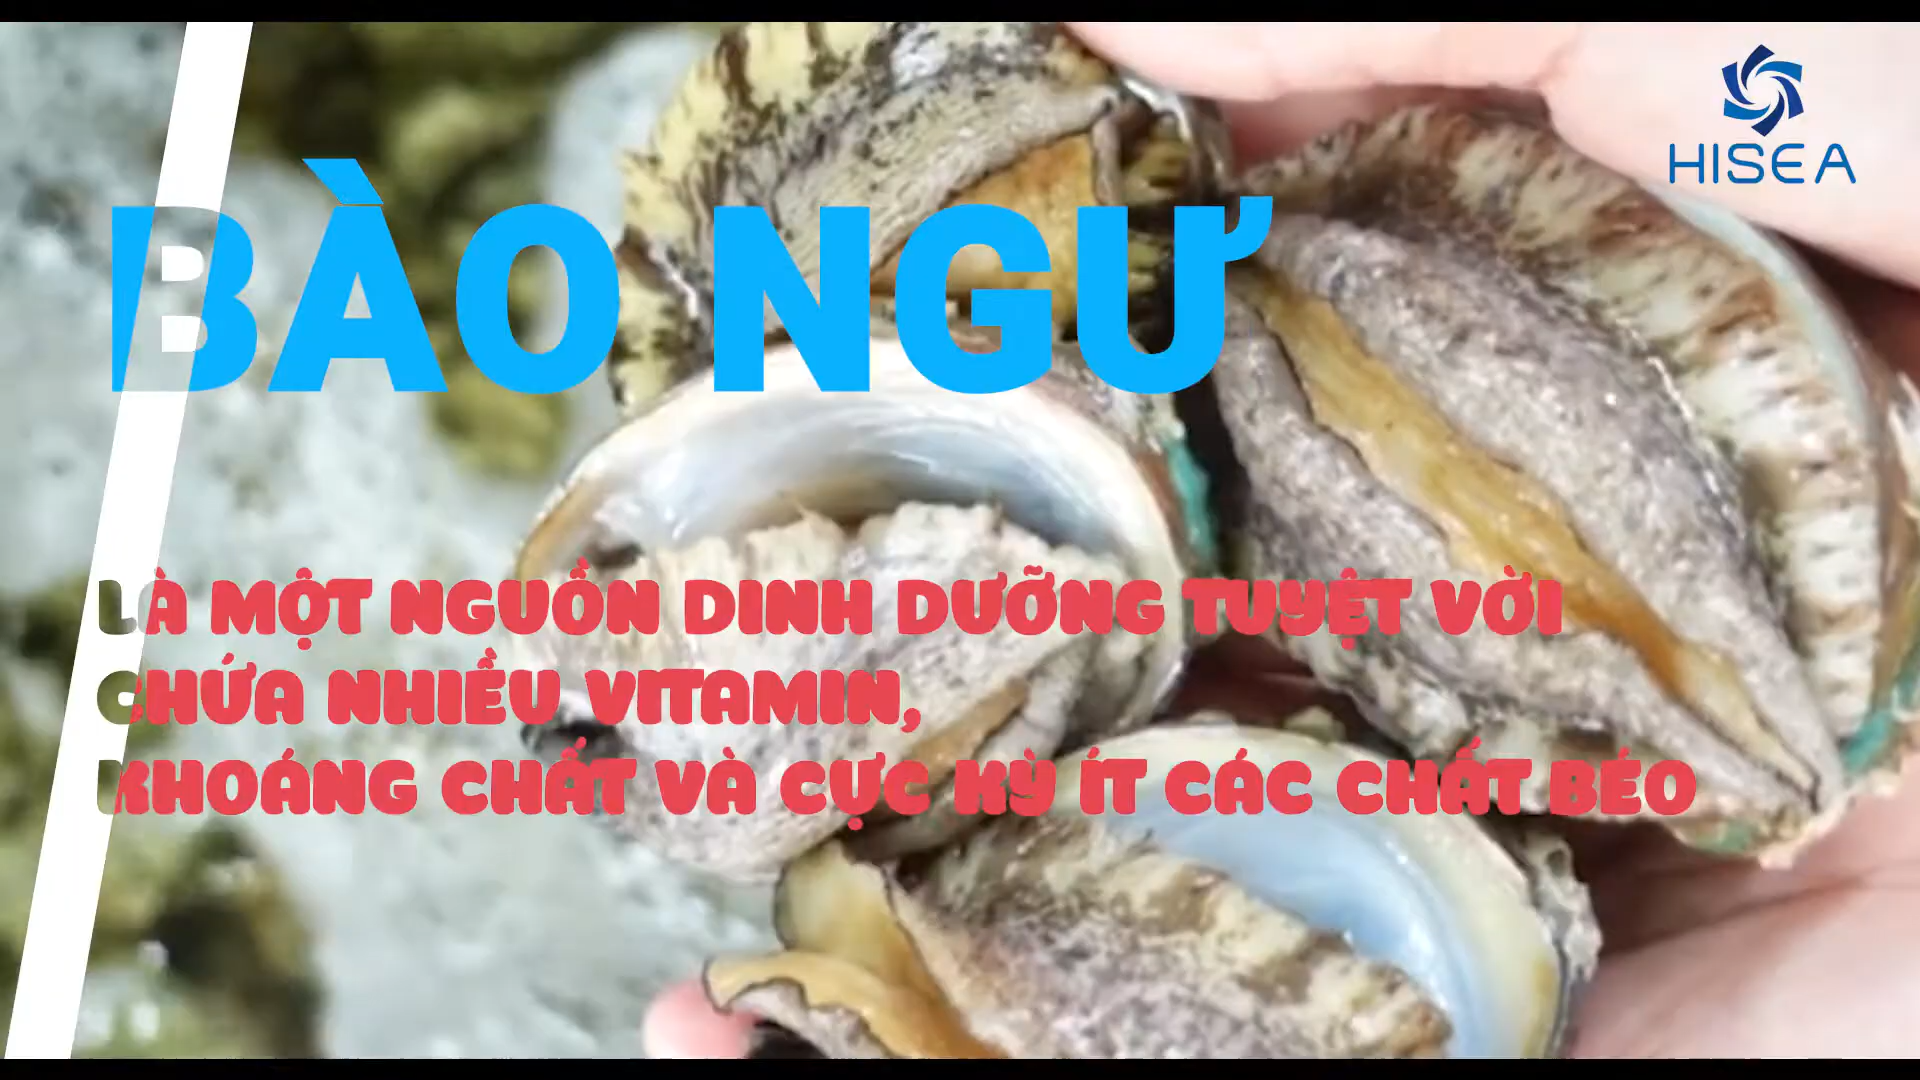 HISEA
BÀO NGƯ
LÀ MỘT NGUỒN DINH DƯỠNG TUYỆT VỜI
CHỨA NHIỀU VITAMIN,
KHOÁNG CHẤT VÀ CỰC KỲ ÍT CÁC CHẤT BÉO